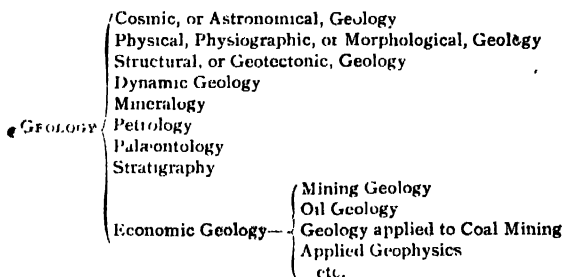 Cosmic, or Astronomical, Geology
Physical, Physiographic, or Morphological, Geology
Structural, or Geotectonic, Geology
Dynamic Geology
Mineralogy
GEOLOGY
Petrology
Palæontology
Stratigraphy
Mining Geology
Oil Geology
Economic Geology— Geology applied to Coal Mining
Applied Geophysics
etc.